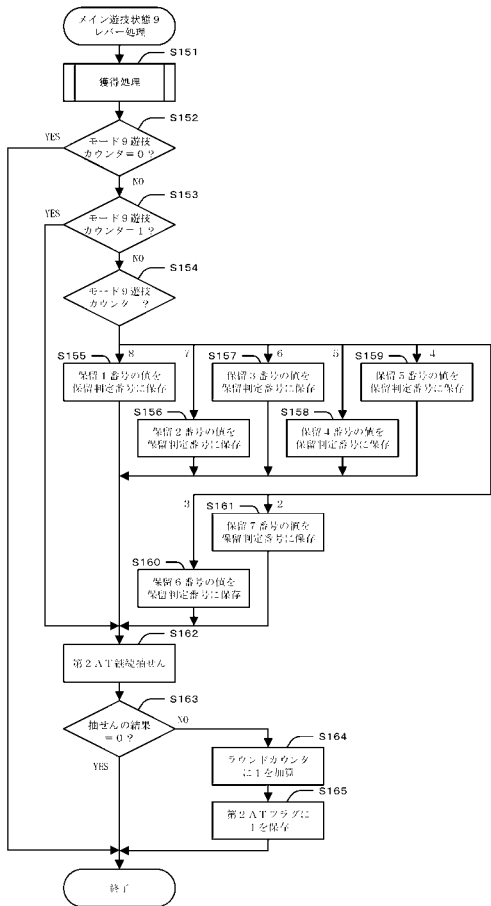 メイン遊技状態9
レバー処理
S151
獲得処理
S152
YES
モード9遊技
カウンタ=0?
NO
S153
YES
モード9遊技
カウンタ=1?
NO
S154
モード9遊技
カウンタ ?
8
7
6
5
4
S155
保留1番号の値を
保留判定番号に保存
S157
保留3番号の値を
保留判定番号に保存
S159
保留5番号の値を
保留判定番号に保存
S156
保留2番号の値を
保留判定番号に保存
S158
保留4番号の値を
保留判定番号に保存
3
2
S161
保留7番号の値を
保留判定番号に保存
S160
保留6番号の値を
保留判定番号に保存
S162
第2AT継続抽せん
S163
抽せんの結果
=0?
NO
YES
S164
ラウンドカウンタ
に1を加算
S165
第2ATフラグに
1を保存
終了